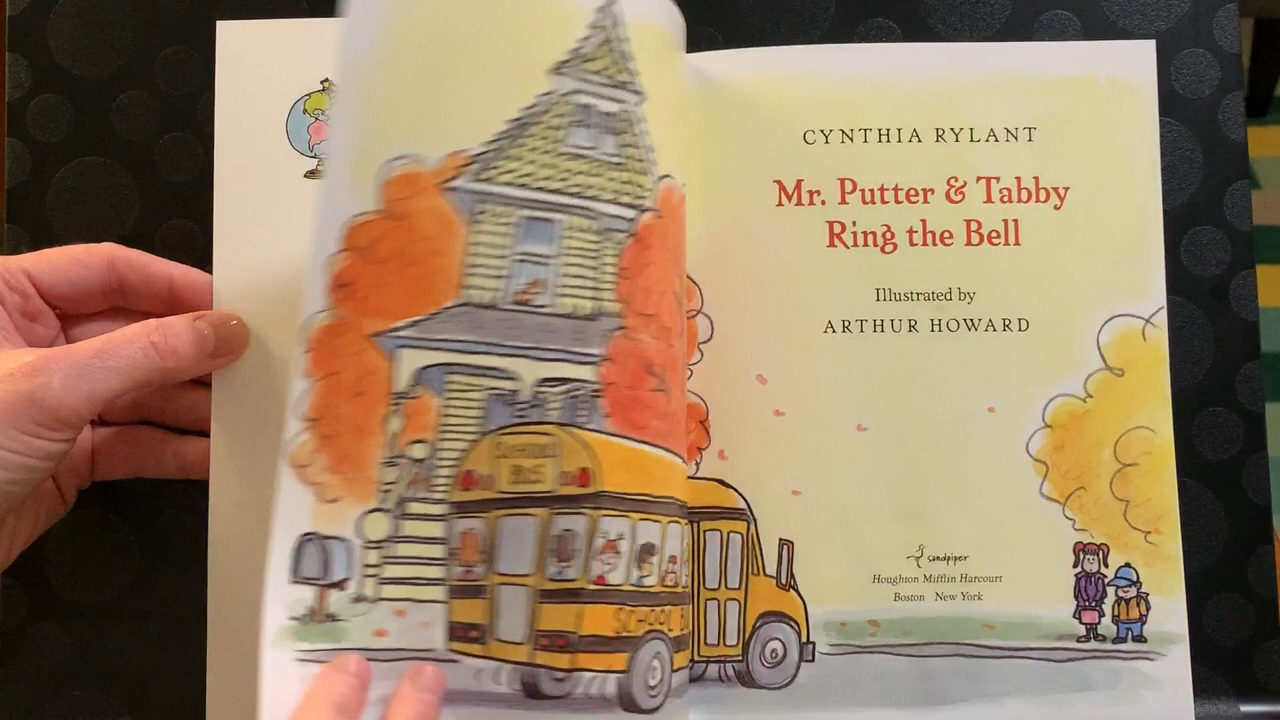 SCHOOL
BUS
SCHOOL B
CYNTHIA RYLANT
Mr. Putter & Tabby
Ring the Bell
Illustrated by
ARTHUR HOWARD
sandpiper
Houghton Mifflin Harcourt
Boston New York